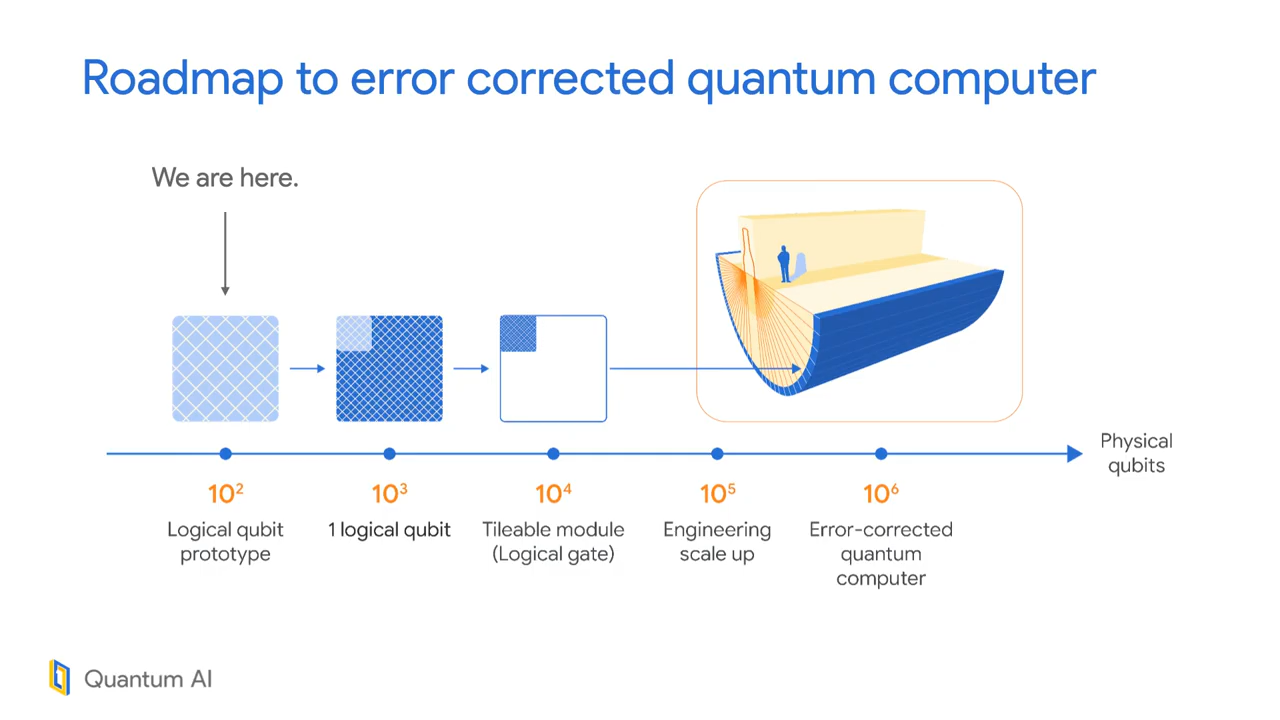 Roadmap to error corrected quantum computer
We are here.
Physical
qubits
10²
10³
10⁴
10⁵
10⁶
Logical qubit
prototype
1 logical qubit
Tileable module
(Logical gate)
Engineering
scale up
Error-corrected
quantum
computer
Quantum AI